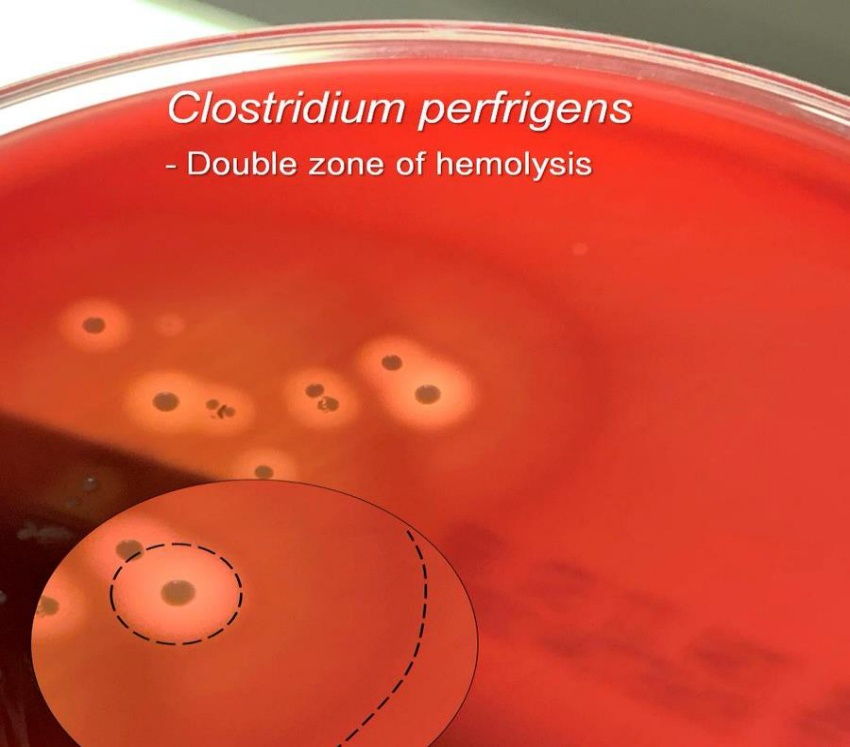 Clostridium perfrigens
- Double zone of hemolysis